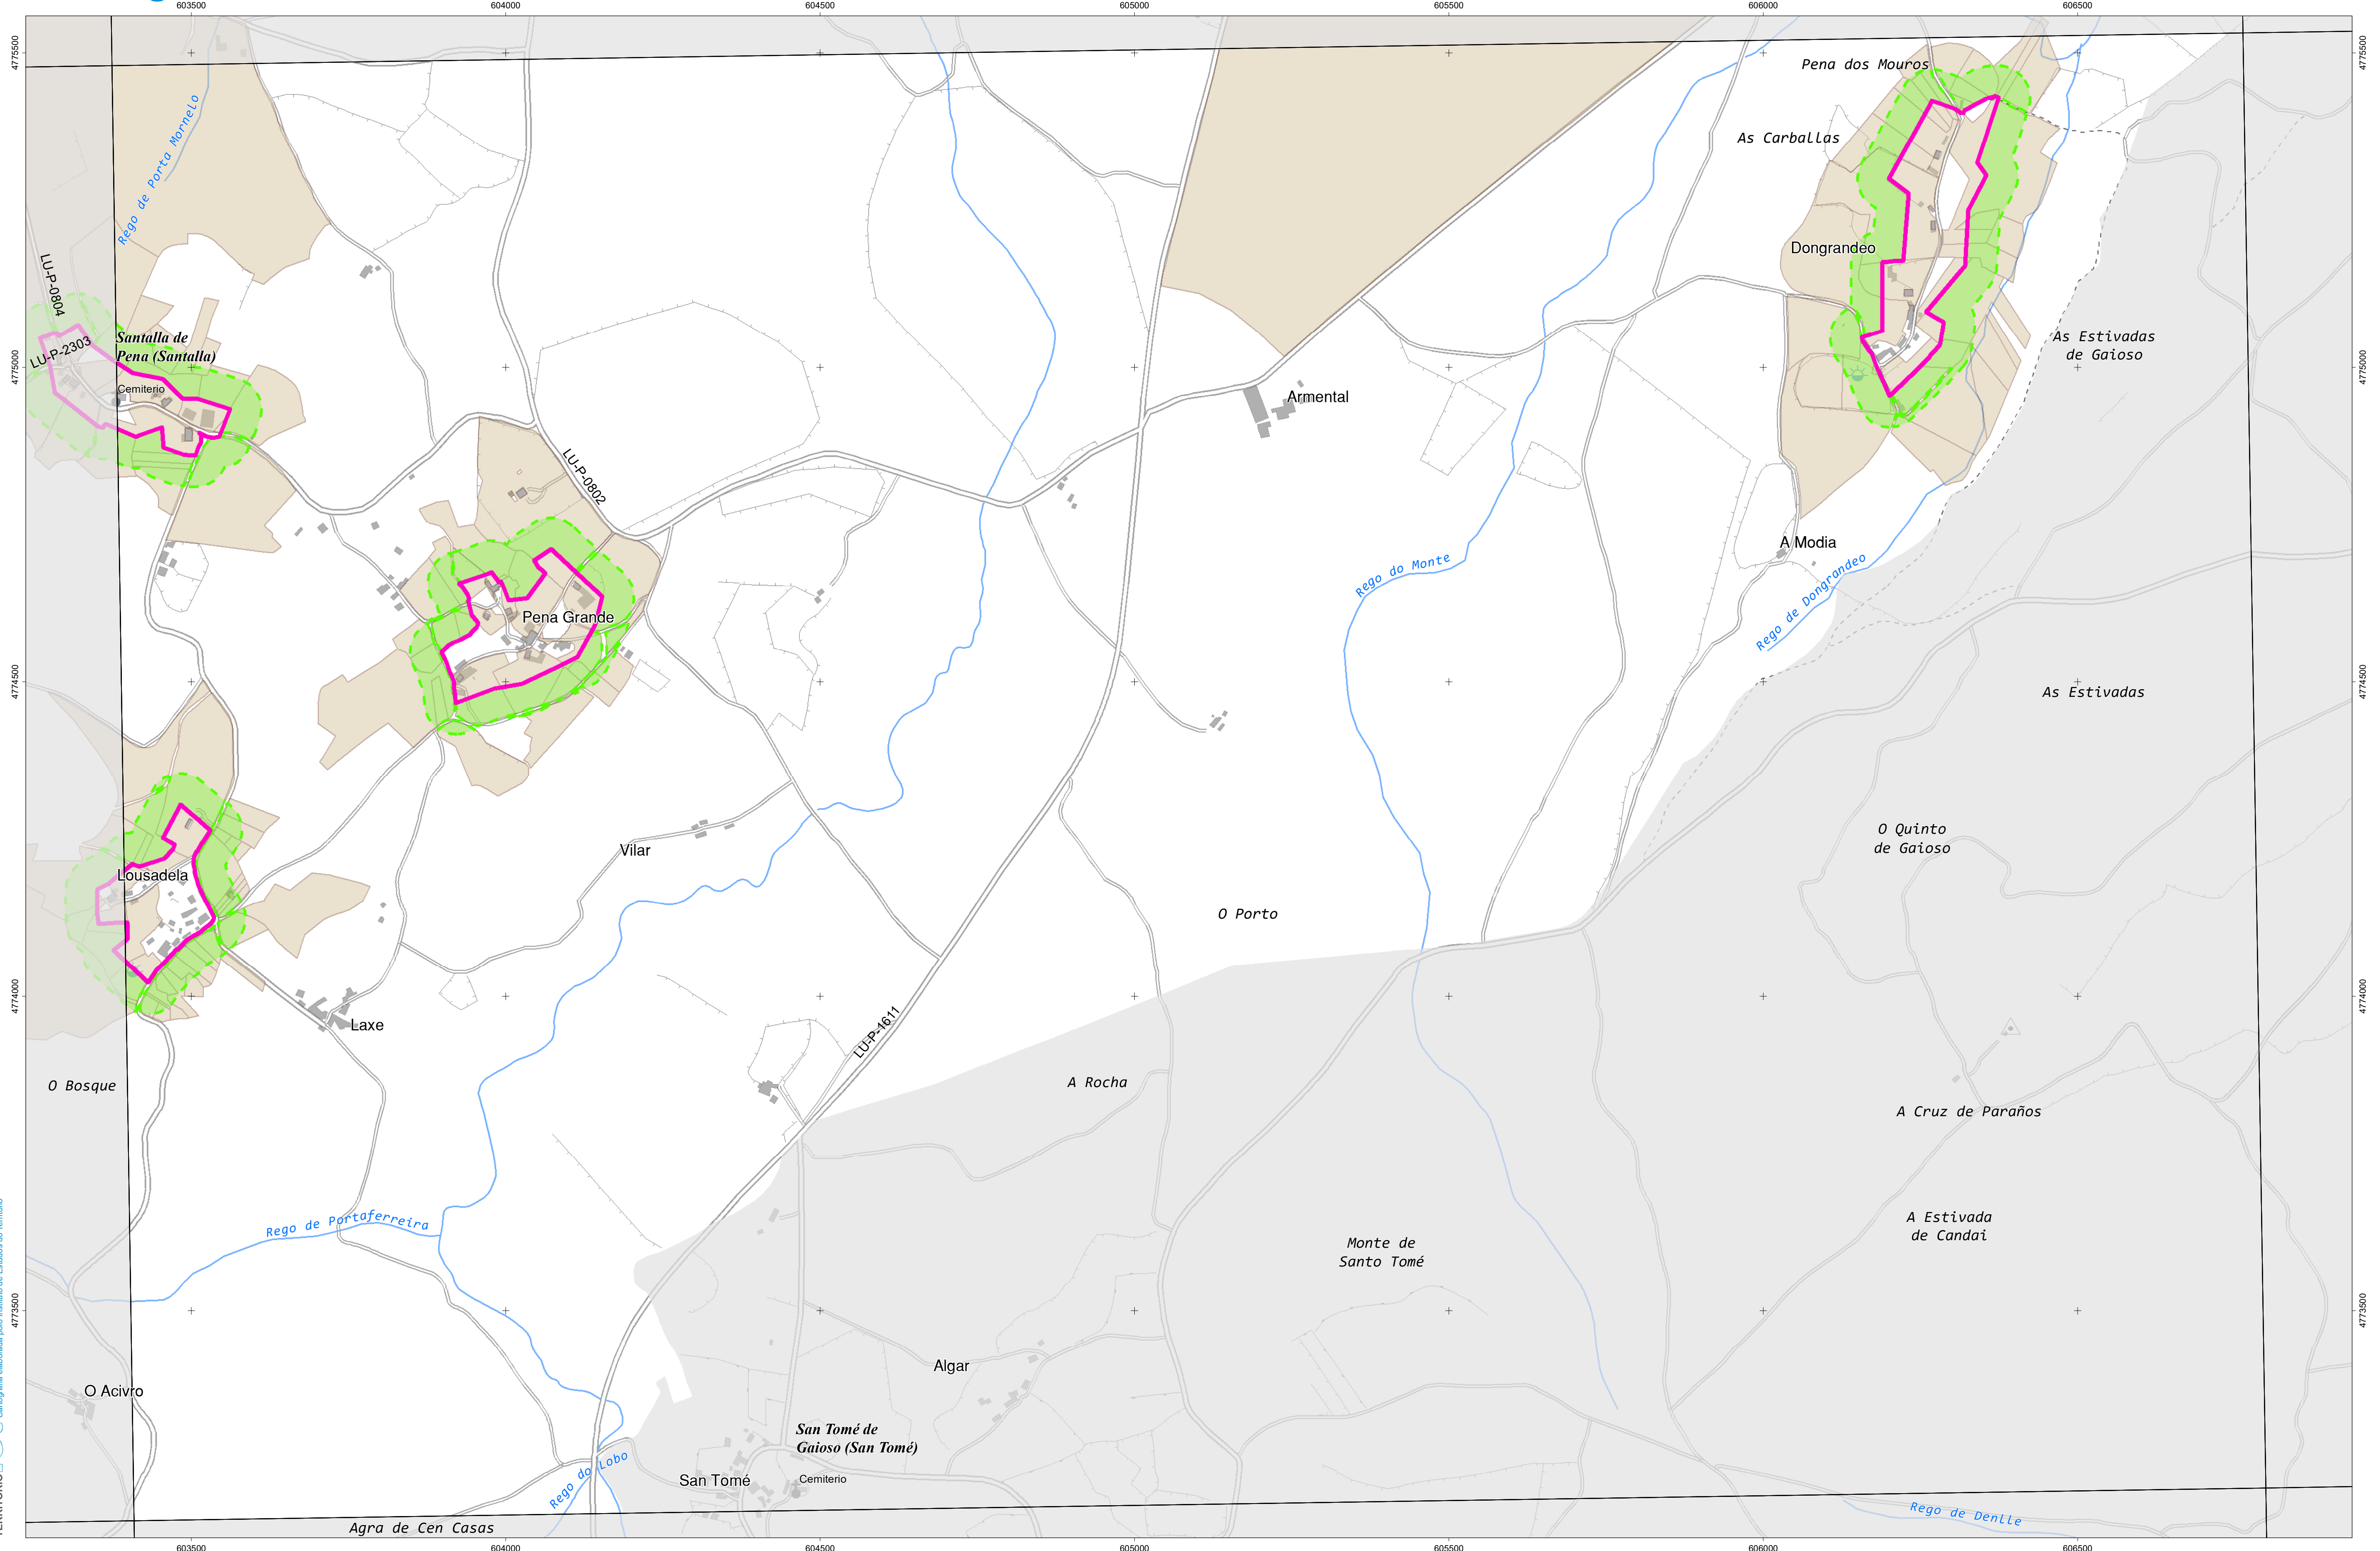 603500 604000 604500 605000 605500 606000 606500
4775500 4775500
Pena dos Mouros
Rego de Porta Mornelo
As Carballas
Dongrandeo
LU-P-0804
Santalla de
Pena (Santalla)
LU-P-2303
As Estivadas
de Gaioso
4775000 4775000
Cemiterio
Armental
LU-P-0802
A Modia
Rego do Monte
Rego de Dongrandeo
Pena Grande
4774500 4774500
As Estivadas
O Quinto
de Gaioso
Vilar
Lousadela
O Porto
4774000 4774000
Laxe
LU-P-1611
O Bosque
A Rocha
A Cruz de Paraños
Rego de Portaferreira
A Estivada
de Candai
Monte de
Santo Tomé
4773500 4773500
Algar
O Acivro
San Tomé de
Gaioso (San Tomé)
San Tomé
Cemiterio
Rego do Lobo
Rego de Denlle
Agra de Cen Casas
603500 604000 604500 605000 605500 606000 606500